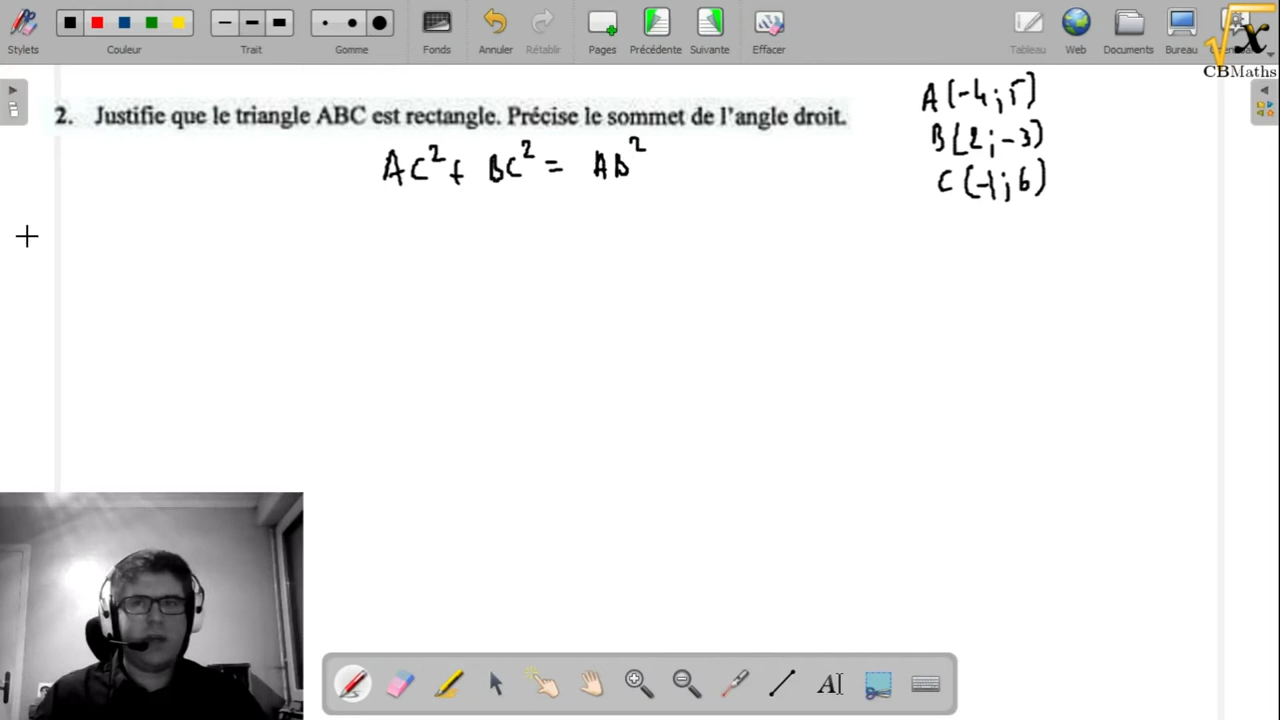 Stylets
Couleur
Trait
Gomme
Fonds
Annuler
Rétablir
Pages
Précédente
Suivante
Effacer
Tableau
Web
Documents
Bureau
√x
CBMaths
2. Justifie que le triangle ABC est rectangle. Précise le sommet de l'angle droit.
A(-4;5)
B(2;-3)
C(-1;6)
AC² + BC² = AB²
AI